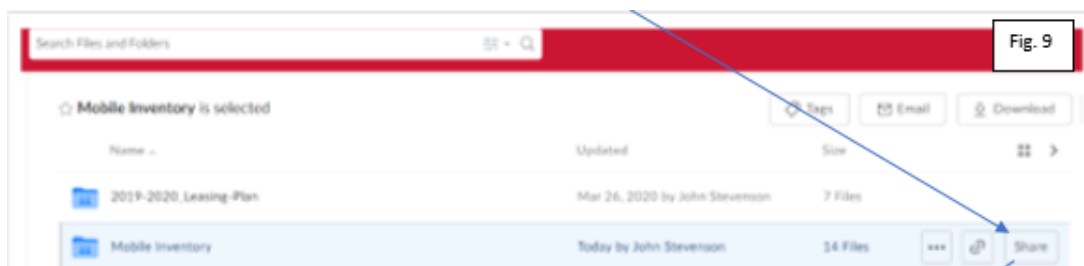 Fig. 9
Search Files and Folders
Mobile Inventory is selected
Tags
Email
Download
Name
Updated
Size
2019-2020_Leasing-Plan
Mar 26, 2020 by John Stevenson
7 Files
Mobile Inventory
Today by John Stevenson
14 Files
Share